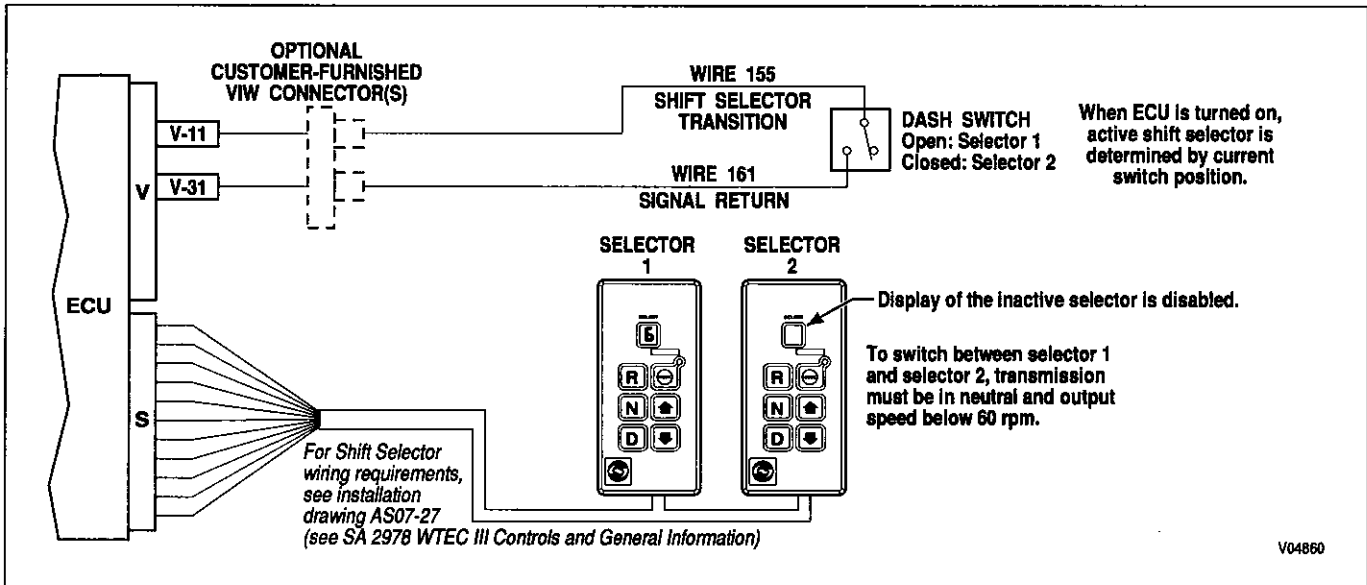 OPTIONAL
CUSTOMER-FURNISHED
VIW CONNECTOR(S)
WIRE 155
SHIFT SELECTOR
TRANSITION
DASH SWITCH
Open: Selector 1
Closed: Selector 2
When ECU is turned on,
active shift selector is
determined by current
switch position.
V-11
V-31
V
WIRE 161
SIGNAL RETURN
ECU
S
SELECTOR
1
SELECTOR
2
Display of the inactive selector is disabled.
To switch between selector 1
and selector 2, transmission
must be in neutral and output
speed below 60 rpm.
R
N
D
R
N
D
For Shift Selector
wiring requirements,
see installation
drawing AS07-27
(see SA 2978 WTEC III Controls and General Information)
V04860